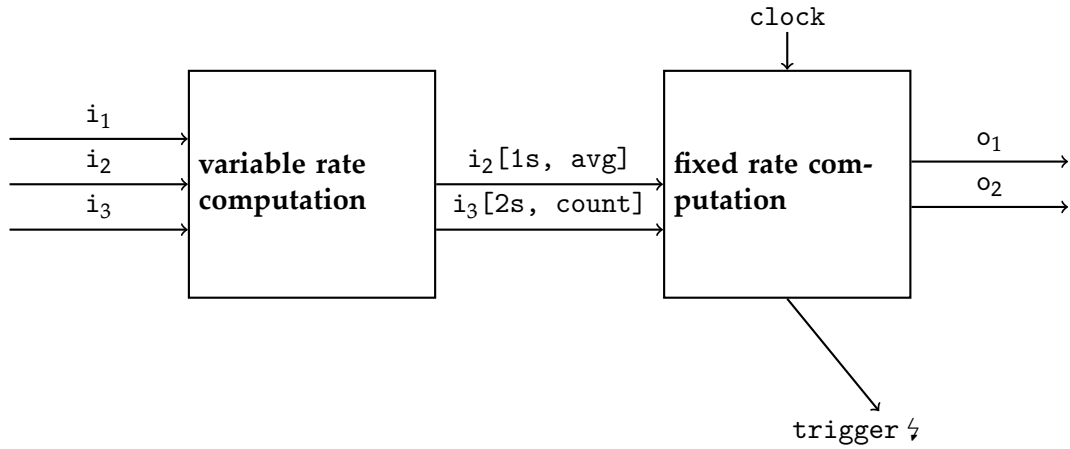 clock
i₁
i₂
i₃
variable rate
computation
i₂[1s, avg]
i₃[2s, count]
fixed rate com-
putation
o₁
o₂
trigger ↯